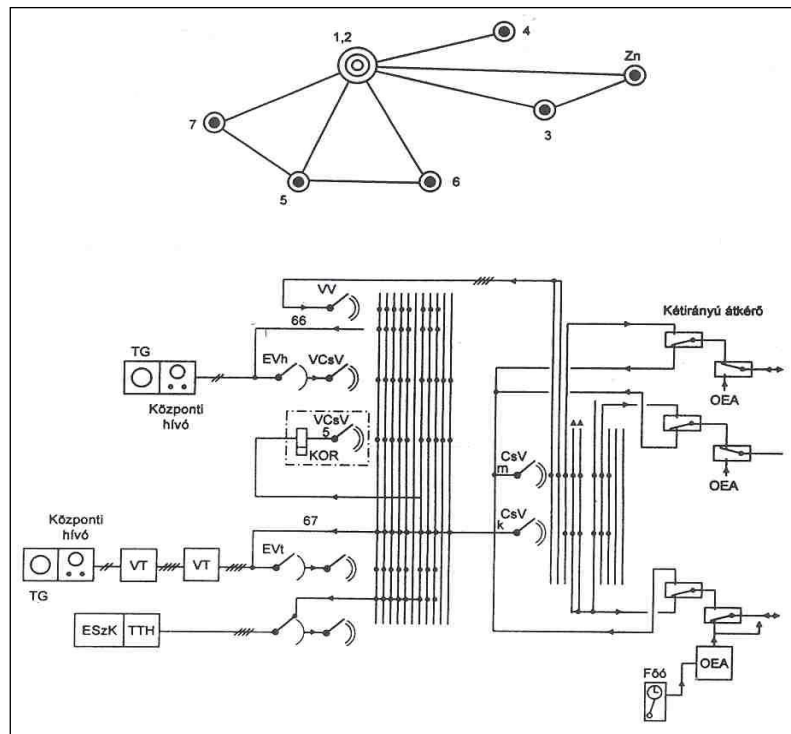 1,2
4
Zn
3
7
5
6
VV
66
Kétirányú átkérő
TG
EVh
VCsV
Központi
hívó
OEA
VCsV
5
KOR
CsV
m
OEA
CsV
k
Központi
hívó
67
VT
VT
EVt
TG
ESzK
TTH
Főó
OEA